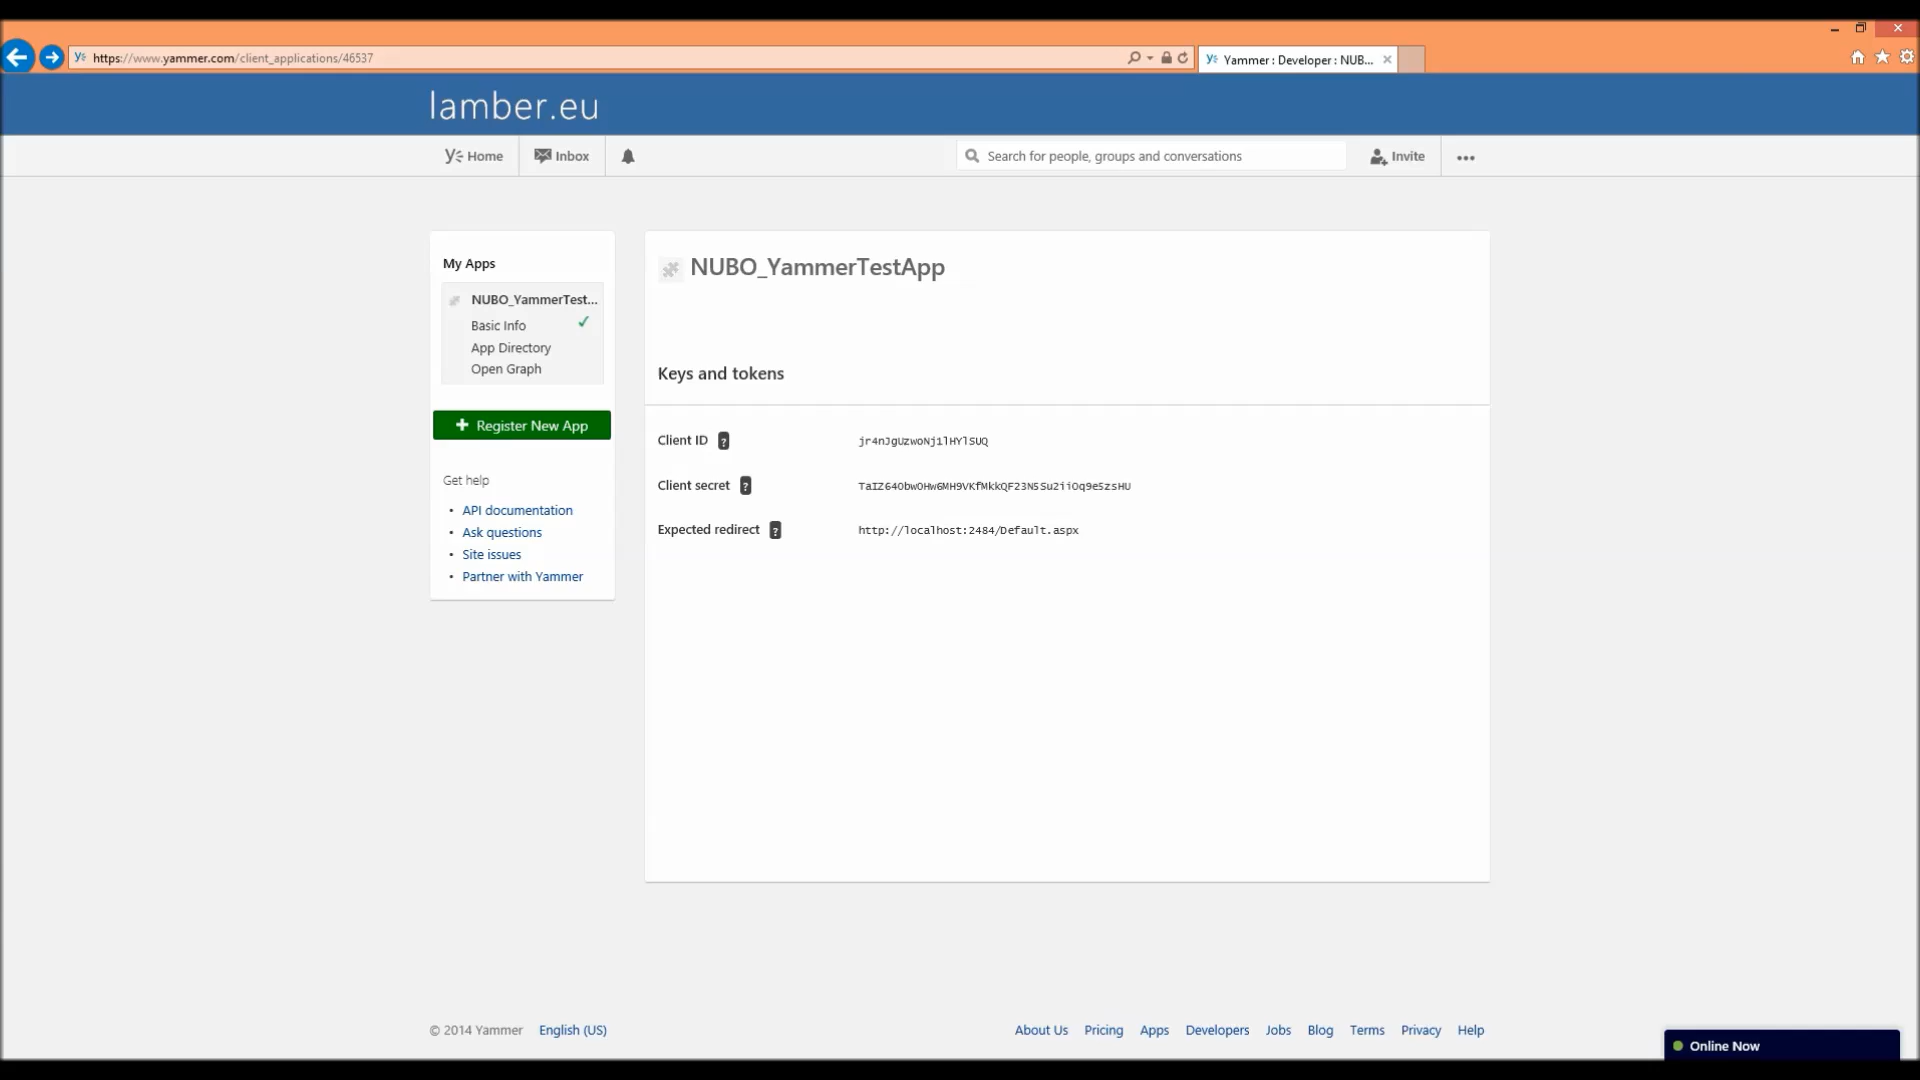 https://www.yammer.com/client_applications/46537
Yammer : Developer : NUB...
lamber.eu
Home
Inbox
Search for people, groups and conversations
Invite
My Apps
NUBO_YammerTest...
Basic Info
App Directory
Open Graph
+ Register New App
Get help
• API documentation
• Ask questions
• Site issues
• Partner with Yammer
NUBO_YammerTestApp
Keys and tokens
Client ID ? jr4nJgUzwoNj1lHYlSUQ
Client secret ? TaIZ64ObwOHw6MH9VKfMkkQF23N5Su2iiOq9e5zsHU
Expected redirect ? http://localhost:2484/Default.aspx
© 2014 Yammer English (US)
About Us Pricing Apps Developers Jobs Blog Terms Privacy Help
Online Now